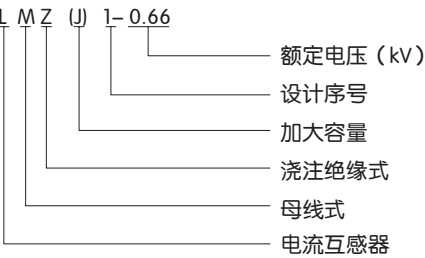 L M Z (J) 1-0.66
额定电压（kV）
设计序号
加大容量
浇注绝缘式
母线式
电流互感器